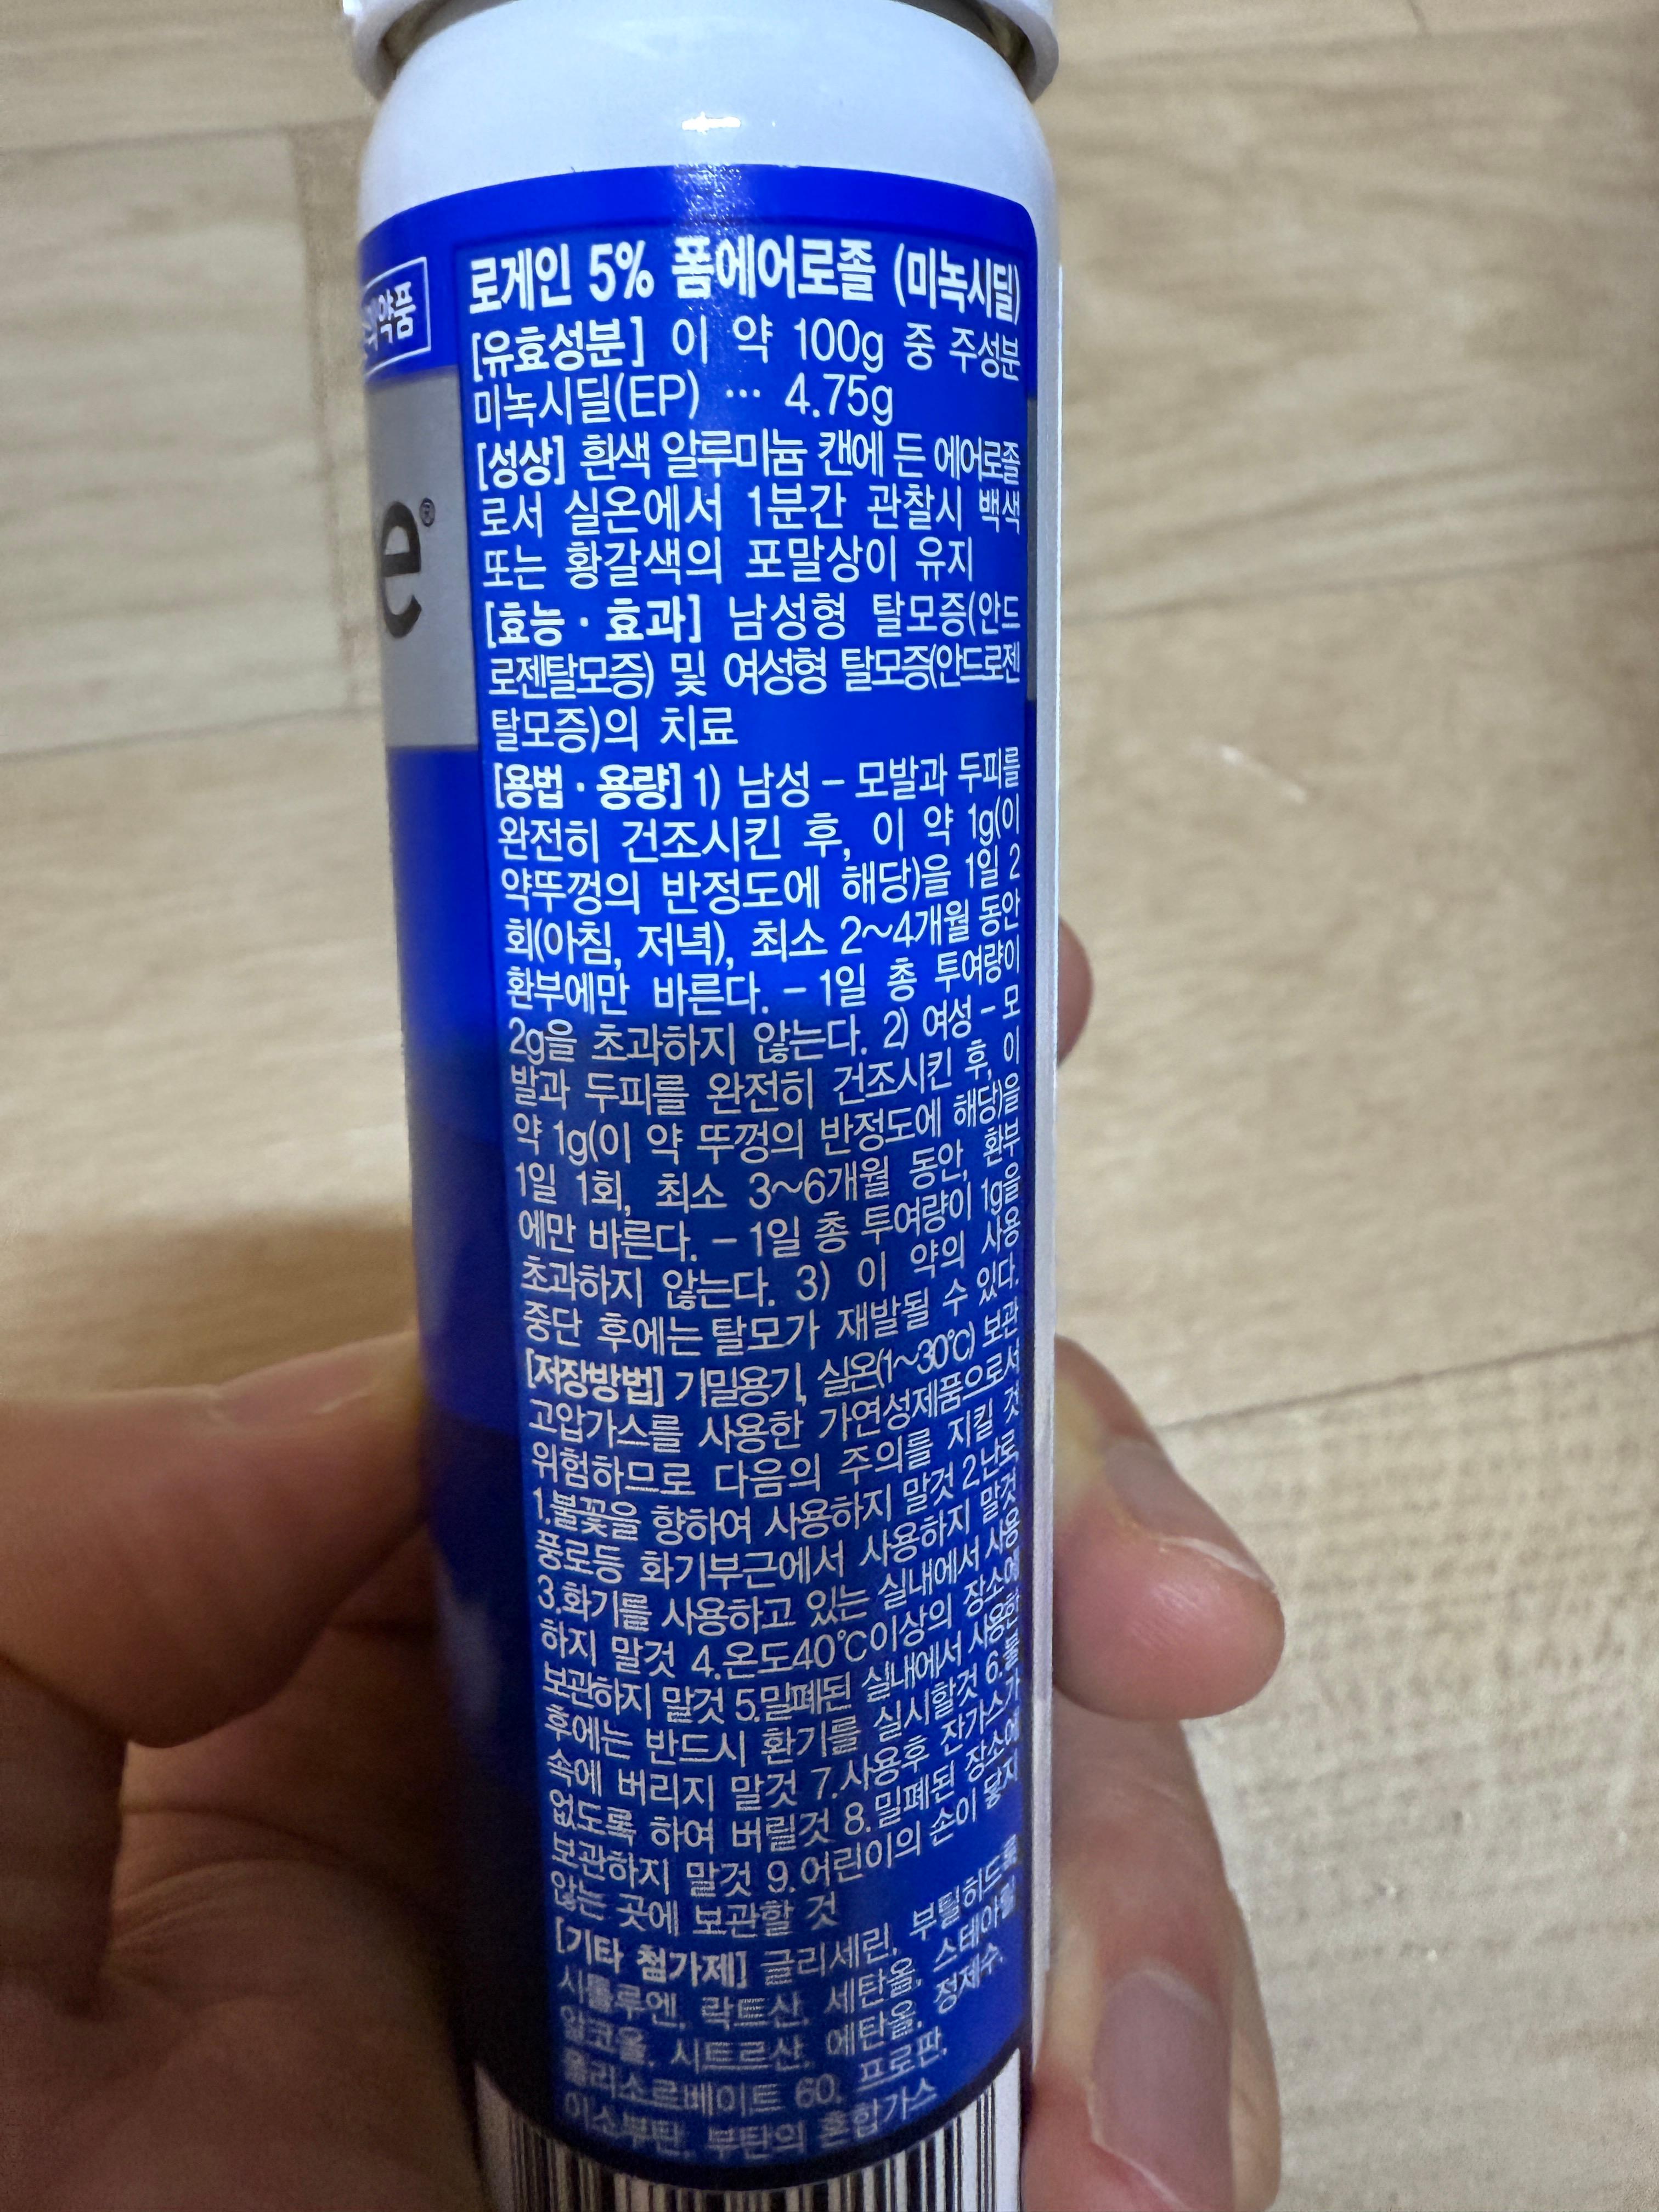 의약품
e®
로게인 5% 폼에어로졸 (미녹시딜)
[유효성분] 이 약 100g 중 주성분
미녹시딜(EP) … 4.75g
[성상] 흰색 알루미늄 캔에 든 에어로졸
로서 실온에서 1분간 관찰시 백색
또는 황갈색의 포말상이 유지
[효능·효과] 남성형 탈모증(안드
로젠탈모증) 및 여성형 탈모증(안드로젠
탈모증)의 치료
[용법·용량] 1) 남성 – 모발과 두피를
완전히 건조시킨 후, 이 약 1g(이
약뚜껑의 반정도에 해당)을 1일 2
회(아침, 저녁), 최소 2~4개월 동안
환부에만 바른다. – 1일 총 투여량이
2g을 초과하지 않는다. 2) 여성 – 모
발과 두피를 완전히 건조시킨 후, 이
약 1g(이 약 뚜껑의 반정도에 해당)을
1일 1회, 최소 3~6개월 동안, 환부
에만 바른다. – 1일 총 투여량이 1g을
초과하지 않는다. 3) 이 약의 사용
중단 후에는 탈모가 재발될 수 있다.
[저장방법] 기밀용기, 실온(1~30℃) 보관
고압가스를 사용한 가연성제품으로서
위험하므로 다음의 주의를 지킬 것
1.불꽃을 향하여 사용하지 말것 2.난로,
풍로등 화기부근에서 사용하지 말것
3.화기를 사용하고 있는 실내에서 사용
하지 말것 4.온도40℃이상의 장소에
보관하지 말것 5.밀폐된 실내에서 사용한
후에는 반드시 환기를 실시할것 6.불
속에 버리지 말것 7.사용후 잔가스가
없도록 하여 버릴것 8.밀폐된 장소에
보관하지 말것 9.어린이의 손이 닿지
않는 곳에 보관할 것
[기타 첨가제] 글리세린, 부틸히드록
시톨루엔, 락트산, 세탄올, 스테아릴
알코올, 시트르산, 에탄올, 정제수,
폴리소르베이트 60, 프로판,
이소부탄, 부탄의 혼합가스